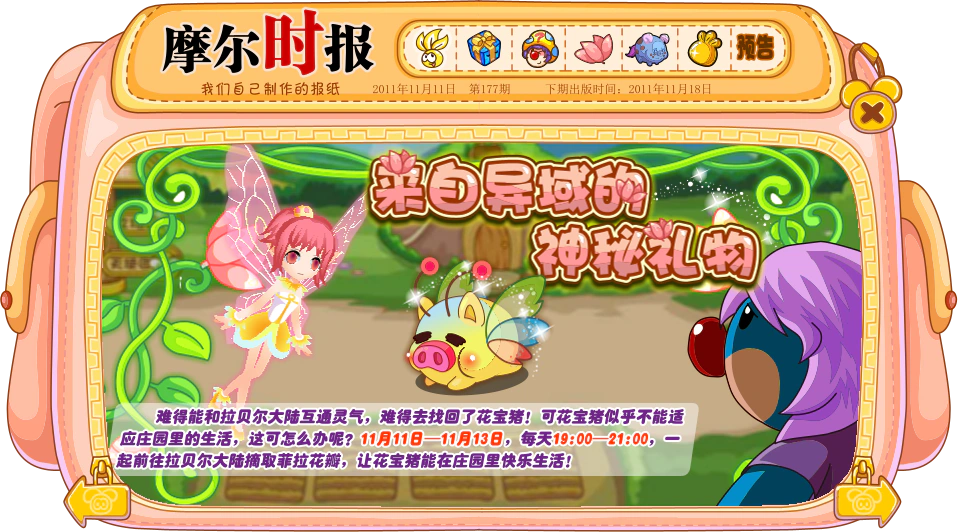 摩尔时报
预告
我们自己制作的报纸
2011年11月11日 第177期 下期出版时间：2011年11月18日
来自异域的
神秘礼物
难得能和拉贝尔大陆互通灵气，难得去找回了花宝猪！可花宝猪似乎不能适
应庄园里的生活，这可怎么办呢？11月11日—11月13日，每天19:00—21:00，一
起前往拉贝尔大陆摘取菲拉花瓣，让花宝猪能在庄园里快乐生活！